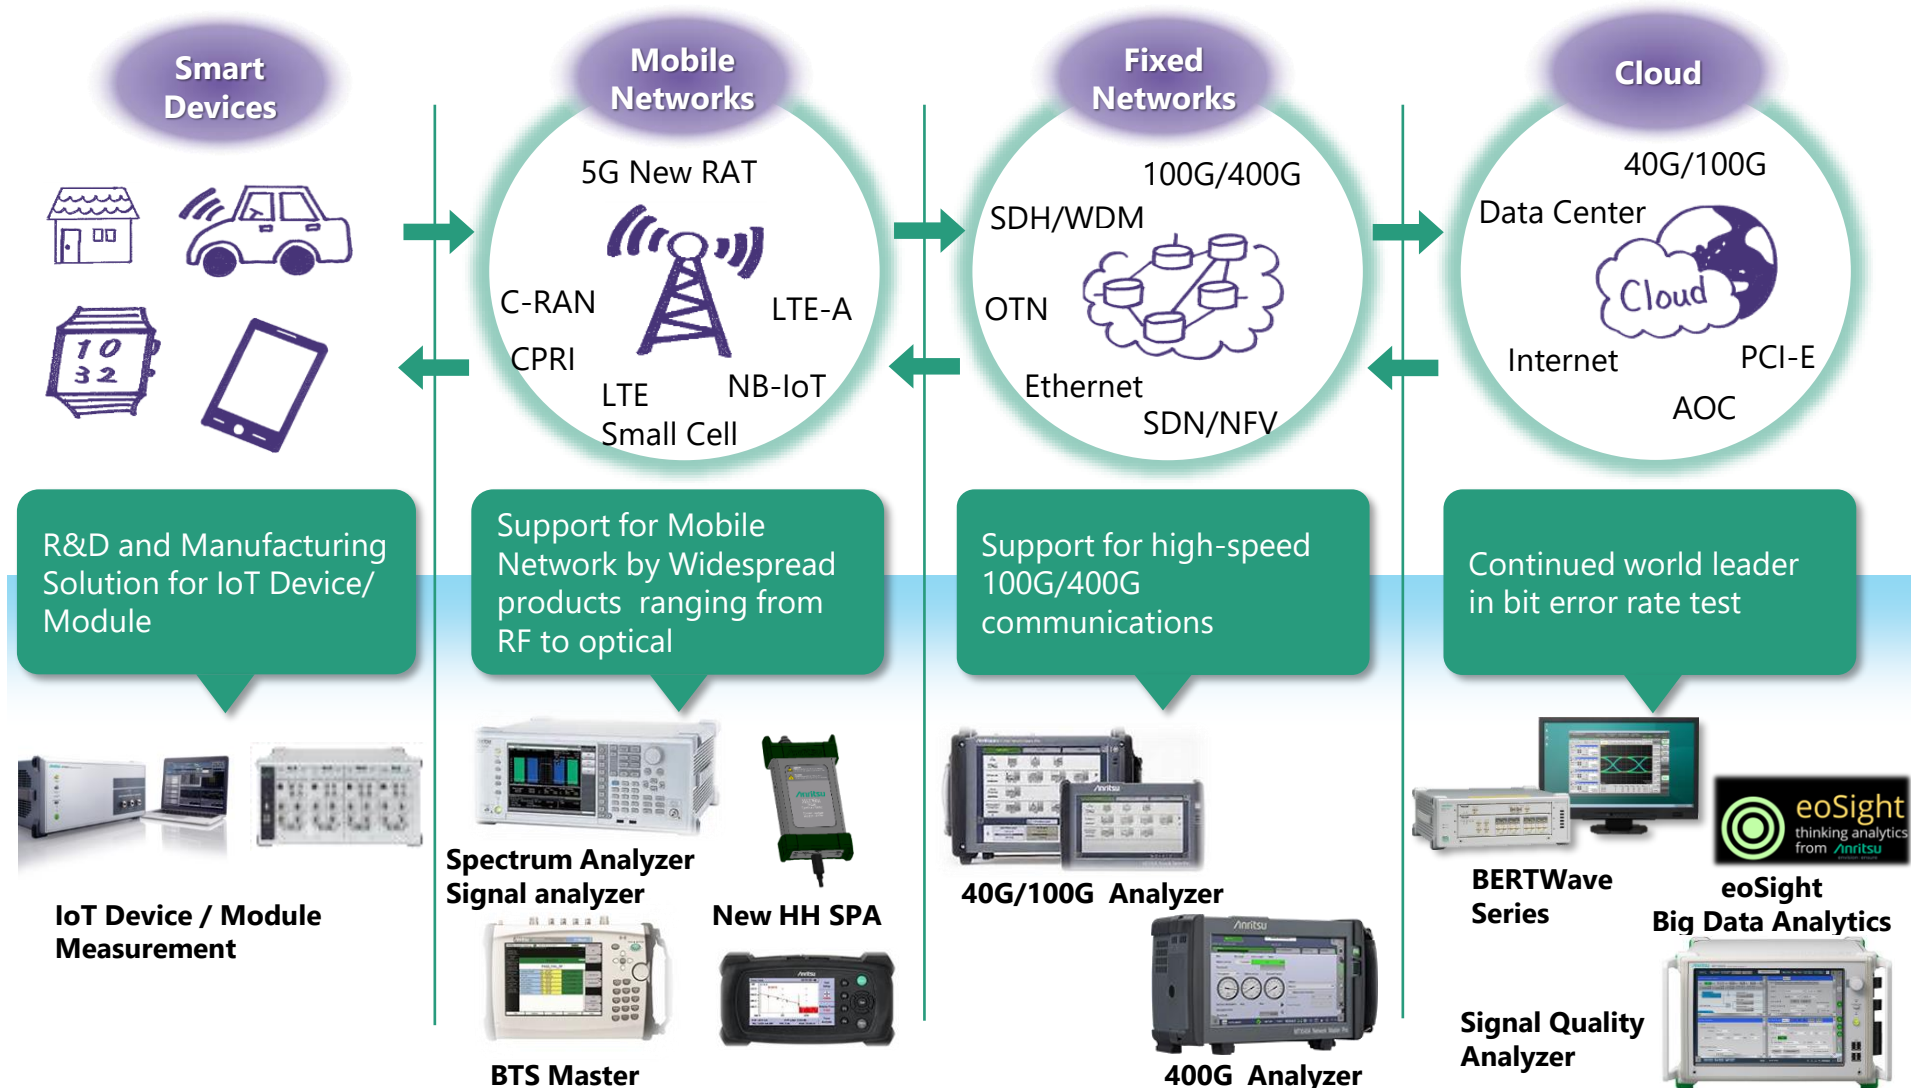 Smart
Devices
Mobile
Networks
Fixed
Networks
Cloud
5G New RAT
C-RAN
LTE-A
CPRI
NB-IoT
LTE
Small Cell
100G/400G
SDH/WDM
OTN
Ethernet
SDN/NFV
40G/100G
Data Center
Cloud
Internet
PCI-E
AOC
10
32
R&D and Manufacturing
Solution for IoT Device/
Module
Support for Mobile
Network by Widespread
products ranging from
RF to optical
Support for high-speed
100G/400G
communications
Continued world leader
in bit error rate test
IoT Device / Module
Measurement
Spectrum Analyzer
Signal analyzer
Anritsu
New HH SPA
Anritsu
BTS Master
Anritsu
Anritsu
40G/100G Analyzer
Anritsu
400G Analyzer
BERTWave
Series
eoSight
thinking analytics
from Anritsu
eoSight
Big Data Analytics
Signal Quality
Analyzer